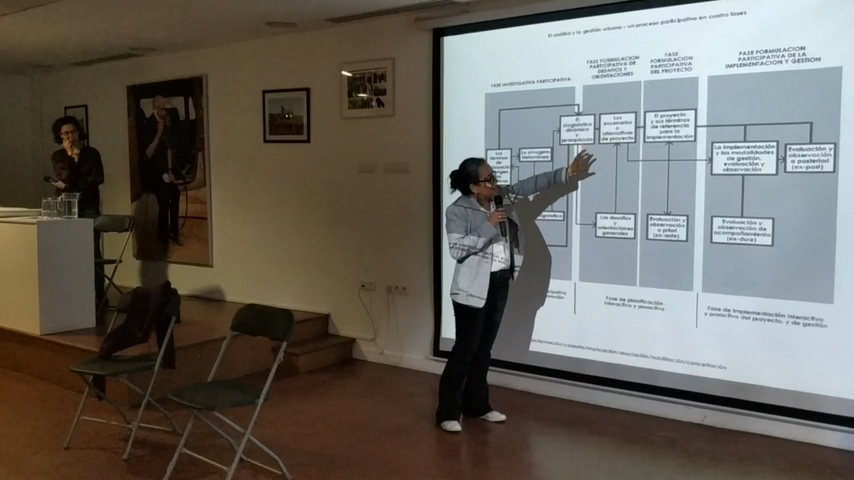 El análisis y la gestión urbana – un proceso participativo en cuatro fases
FASE INVESTIGATIVA PARTICIPATIVA
FASE FORMULACION
PARTICIPATIVA DE
DESAFIOS Y
ORIENTACIONES
FASE
FORMULACION
PARTICIPATIVA
DEL PROYECTO
FASE FORMULACION
PARTICIPATIVA DE LA
IMPLEMENTACION Y GESTION
Los
términos de
El
diagnóstico
dinámico y
Los
escenarios o
alternativas
de proyecto
El proyecto
y sus términos
de referencia
para la
implementación
La implementación
y las modalidades
de gestión,
evaluación y
observación
Evaluación y
observación
a posteriori
(ex-post)
Los desafíos
y orientaciones
generales
Evaluación y
observación
a priori
(ex-ante)
Evaluación y
observación de
acompañamiento
(ex-dure)
Fase de planificación
interactiva y proactiva
Fase de implementación interactiva
y proactiva del proyecto, y de gestión